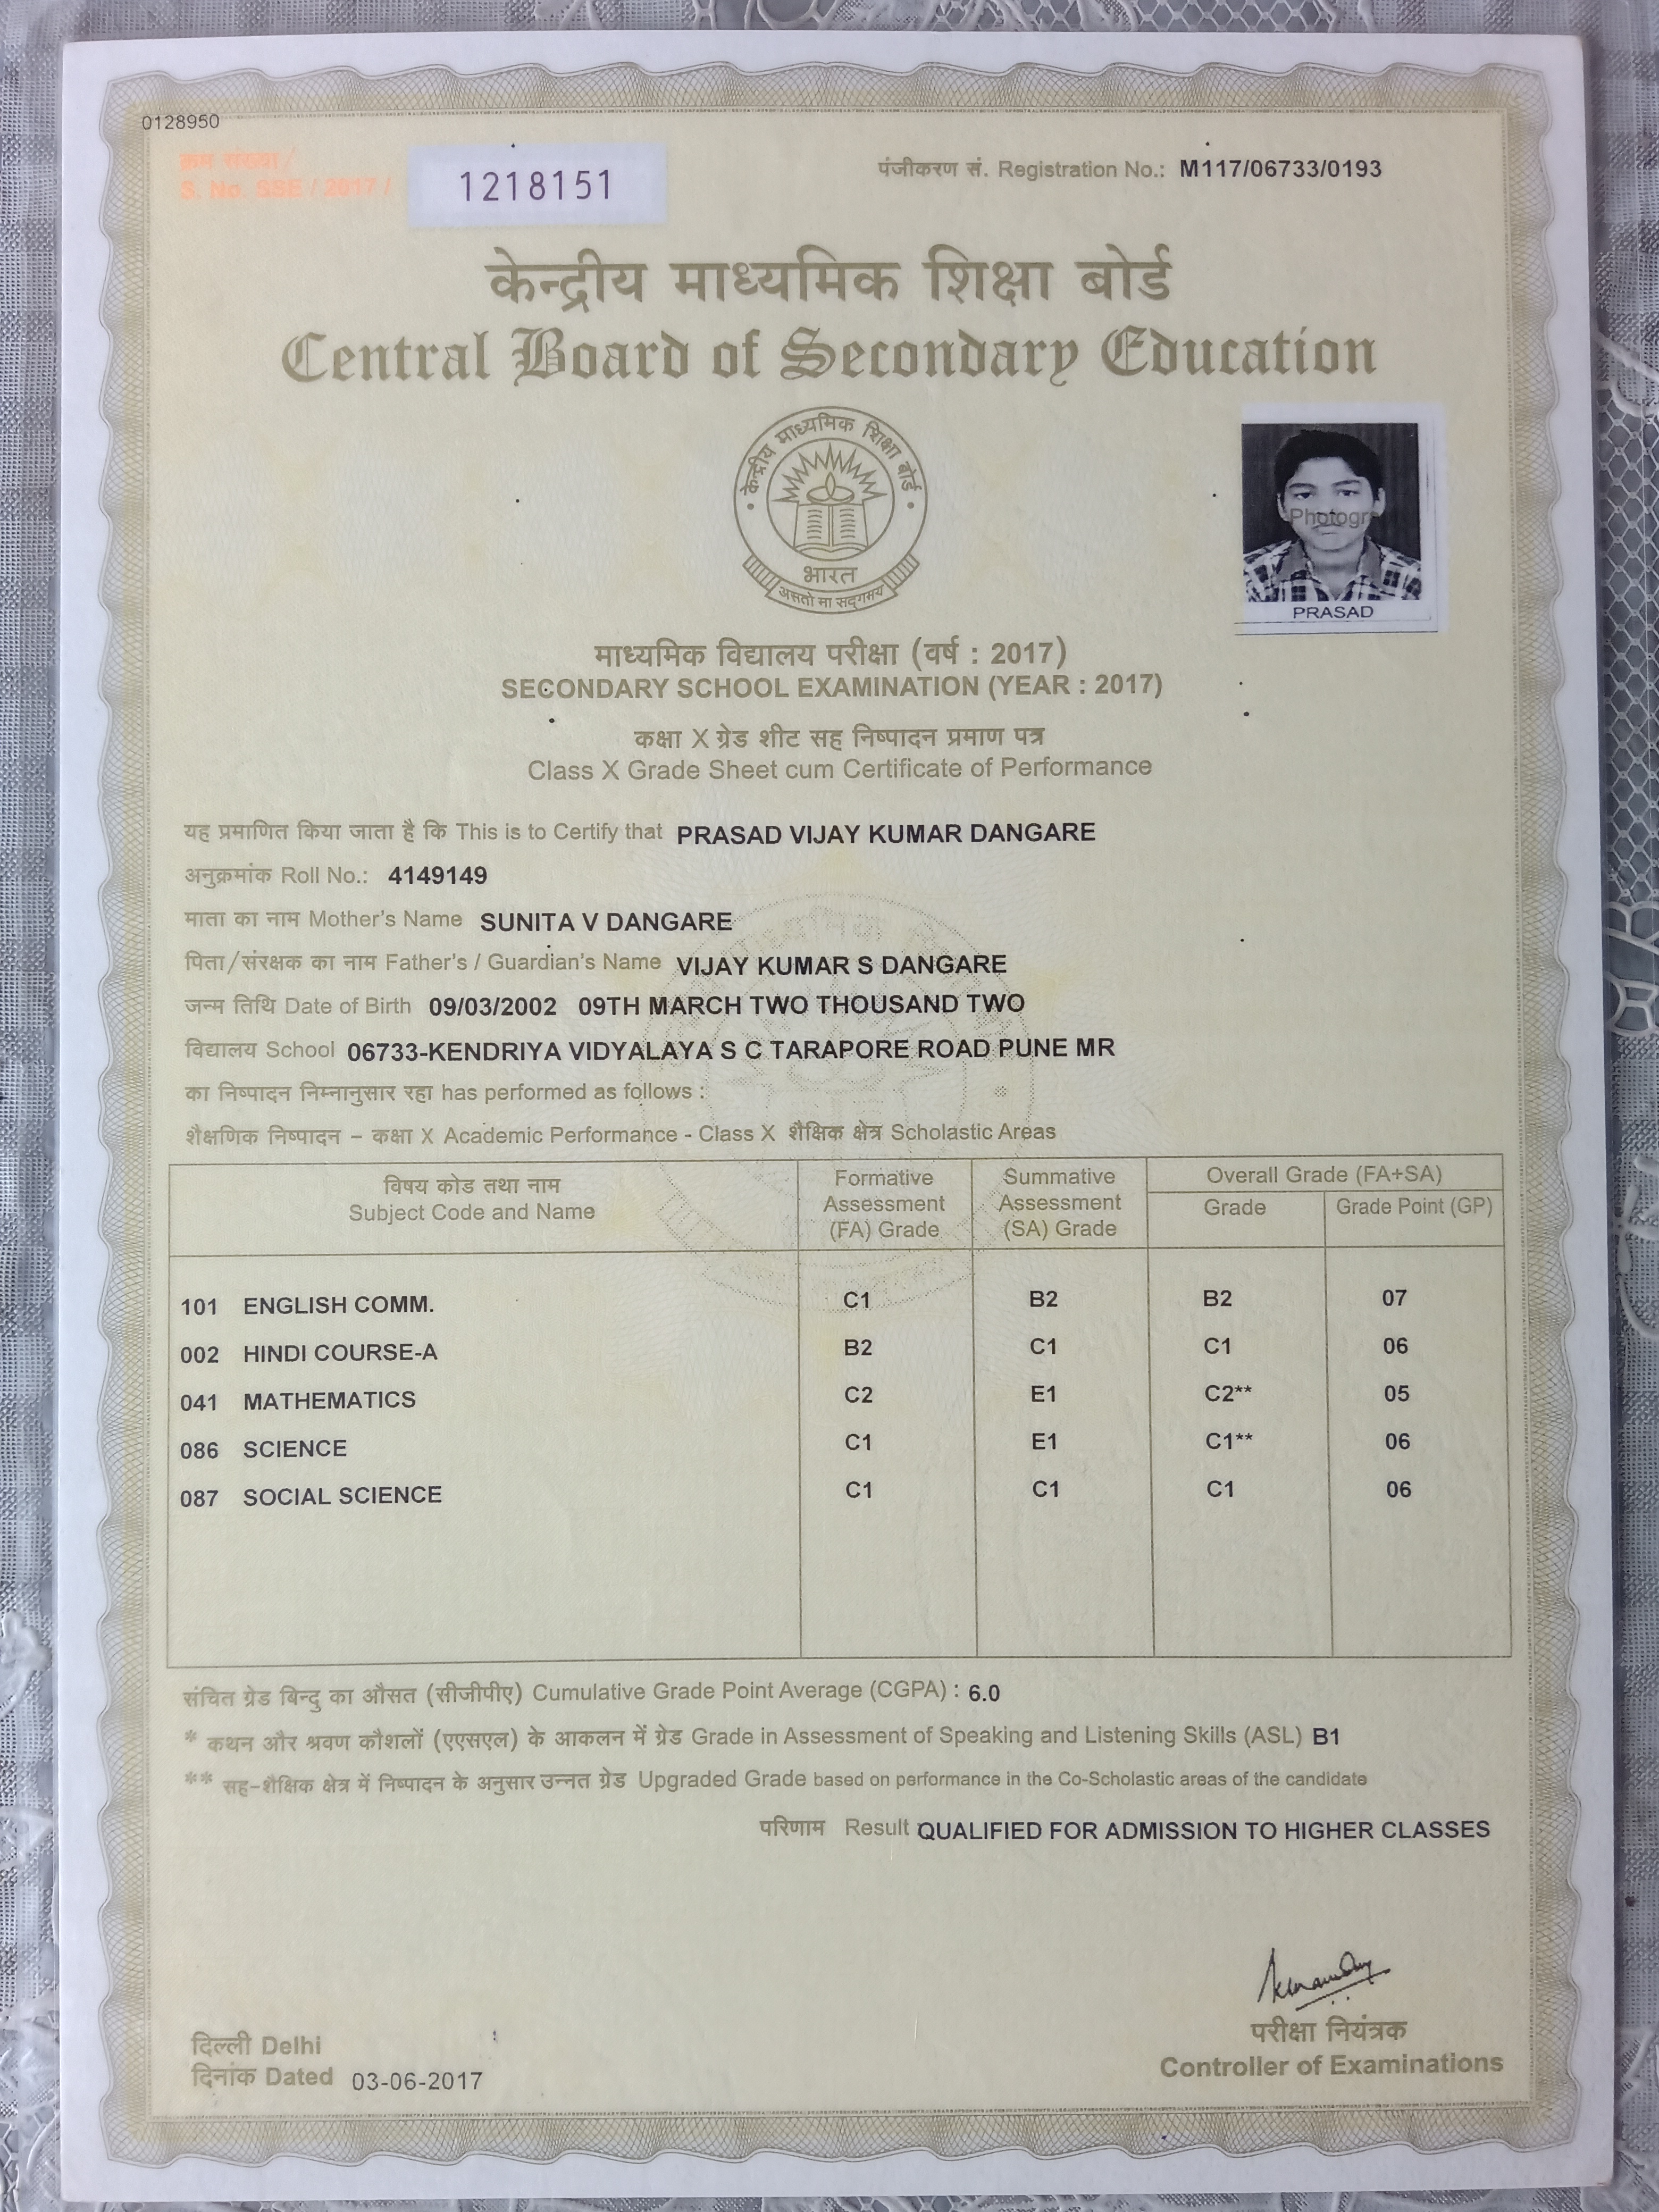 0128950
क्रम संख्या /
S. No. SSE / 2017 /
1218151
पंजीकरण सं. Registration No.: M117/06733/0193
केन्द्रीय माध्यमिक शिक्षा बोर्ड
Central Board of Secondary Education
केन्द्रीय माध्यमिक शिक्षा बोर्ड
भारत
असतो मा सद्गमय
Photogr
PRASAD
माध्यमिक विद्यालय परीक्षा (वर्ष : 2017)
SECONDARY SCHOOL EXAMINATION (YEAR : 2017)
कक्षा X ग्रेड शीट सह निष्पादन प्रमाण पत्र
Class X Grade Sheet cum Certificate of Performance
यह प्रमाणित किया जाता है कि This is to Certify that PRASAD VIJAY KUMAR DANGARE
अनुक्रमांक Roll No.: 4149149
माता का नाम Mother's Name SUNITA V DANGARE
पिता/संरक्षक का नाम Father's / Guardian's Name VIJAY KUMAR S DANGARE
जन्म तिथि Date of Birth 09/03/2002 09TH MARCH TWO THOUSAND TWO
विद्यालय School 06733-KENDRIYA VIDYALAYA S C TARAPORE ROAD PUNE MR
का निष्पादन निम्नानुसार रहा has performed as follows :
शैक्षणिक निष्पादन – कक्षा X Academic Performance - Class X शैक्षिक क्षेत्र Scholastic Areas
विषय कोड तथा नाम
Subject Code and Name
Formative
Assessment
(FA) Grade
Summative
Assessment
(SA) Grade
Overall Grade (FA+SA)
Grade Grade Point (GP)
101 ENGLISH COMM. C1 B2 B2 07
002 HINDI COURSE-A B2 C1 C1 06
041 MATHEMATICS C2 E1 C2** 05
086 SCIENCE C1 E1 C1** 06
087 SOCIAL SCIENCE C1 C1 C1 06
संचित ग्रेड बिन्दु का औसत (सीजीपीए) Cumulative Grade Point Average (CGPA) : 6.0
* कथन और श्रवण कौशलों (एएसएल) के आकलन में ग्रेड Grade in Assessment of Speaking and Listening Skills (ASL) B1
** सह-शैक्षिक क्षेत्र में निष्पादन के अनुसार उन्नत ग्रेड Upgraded Grade based on performance in the Co-Scholastic areas of the candidate
परिणाम Result QUALIFIED FOR ADMISSION TO HIGHER CLASSES
परीक्षा नियंत्रक
Controller of Examinations
दिल्ली Delhi
दिनांक Dated 03-06-2017